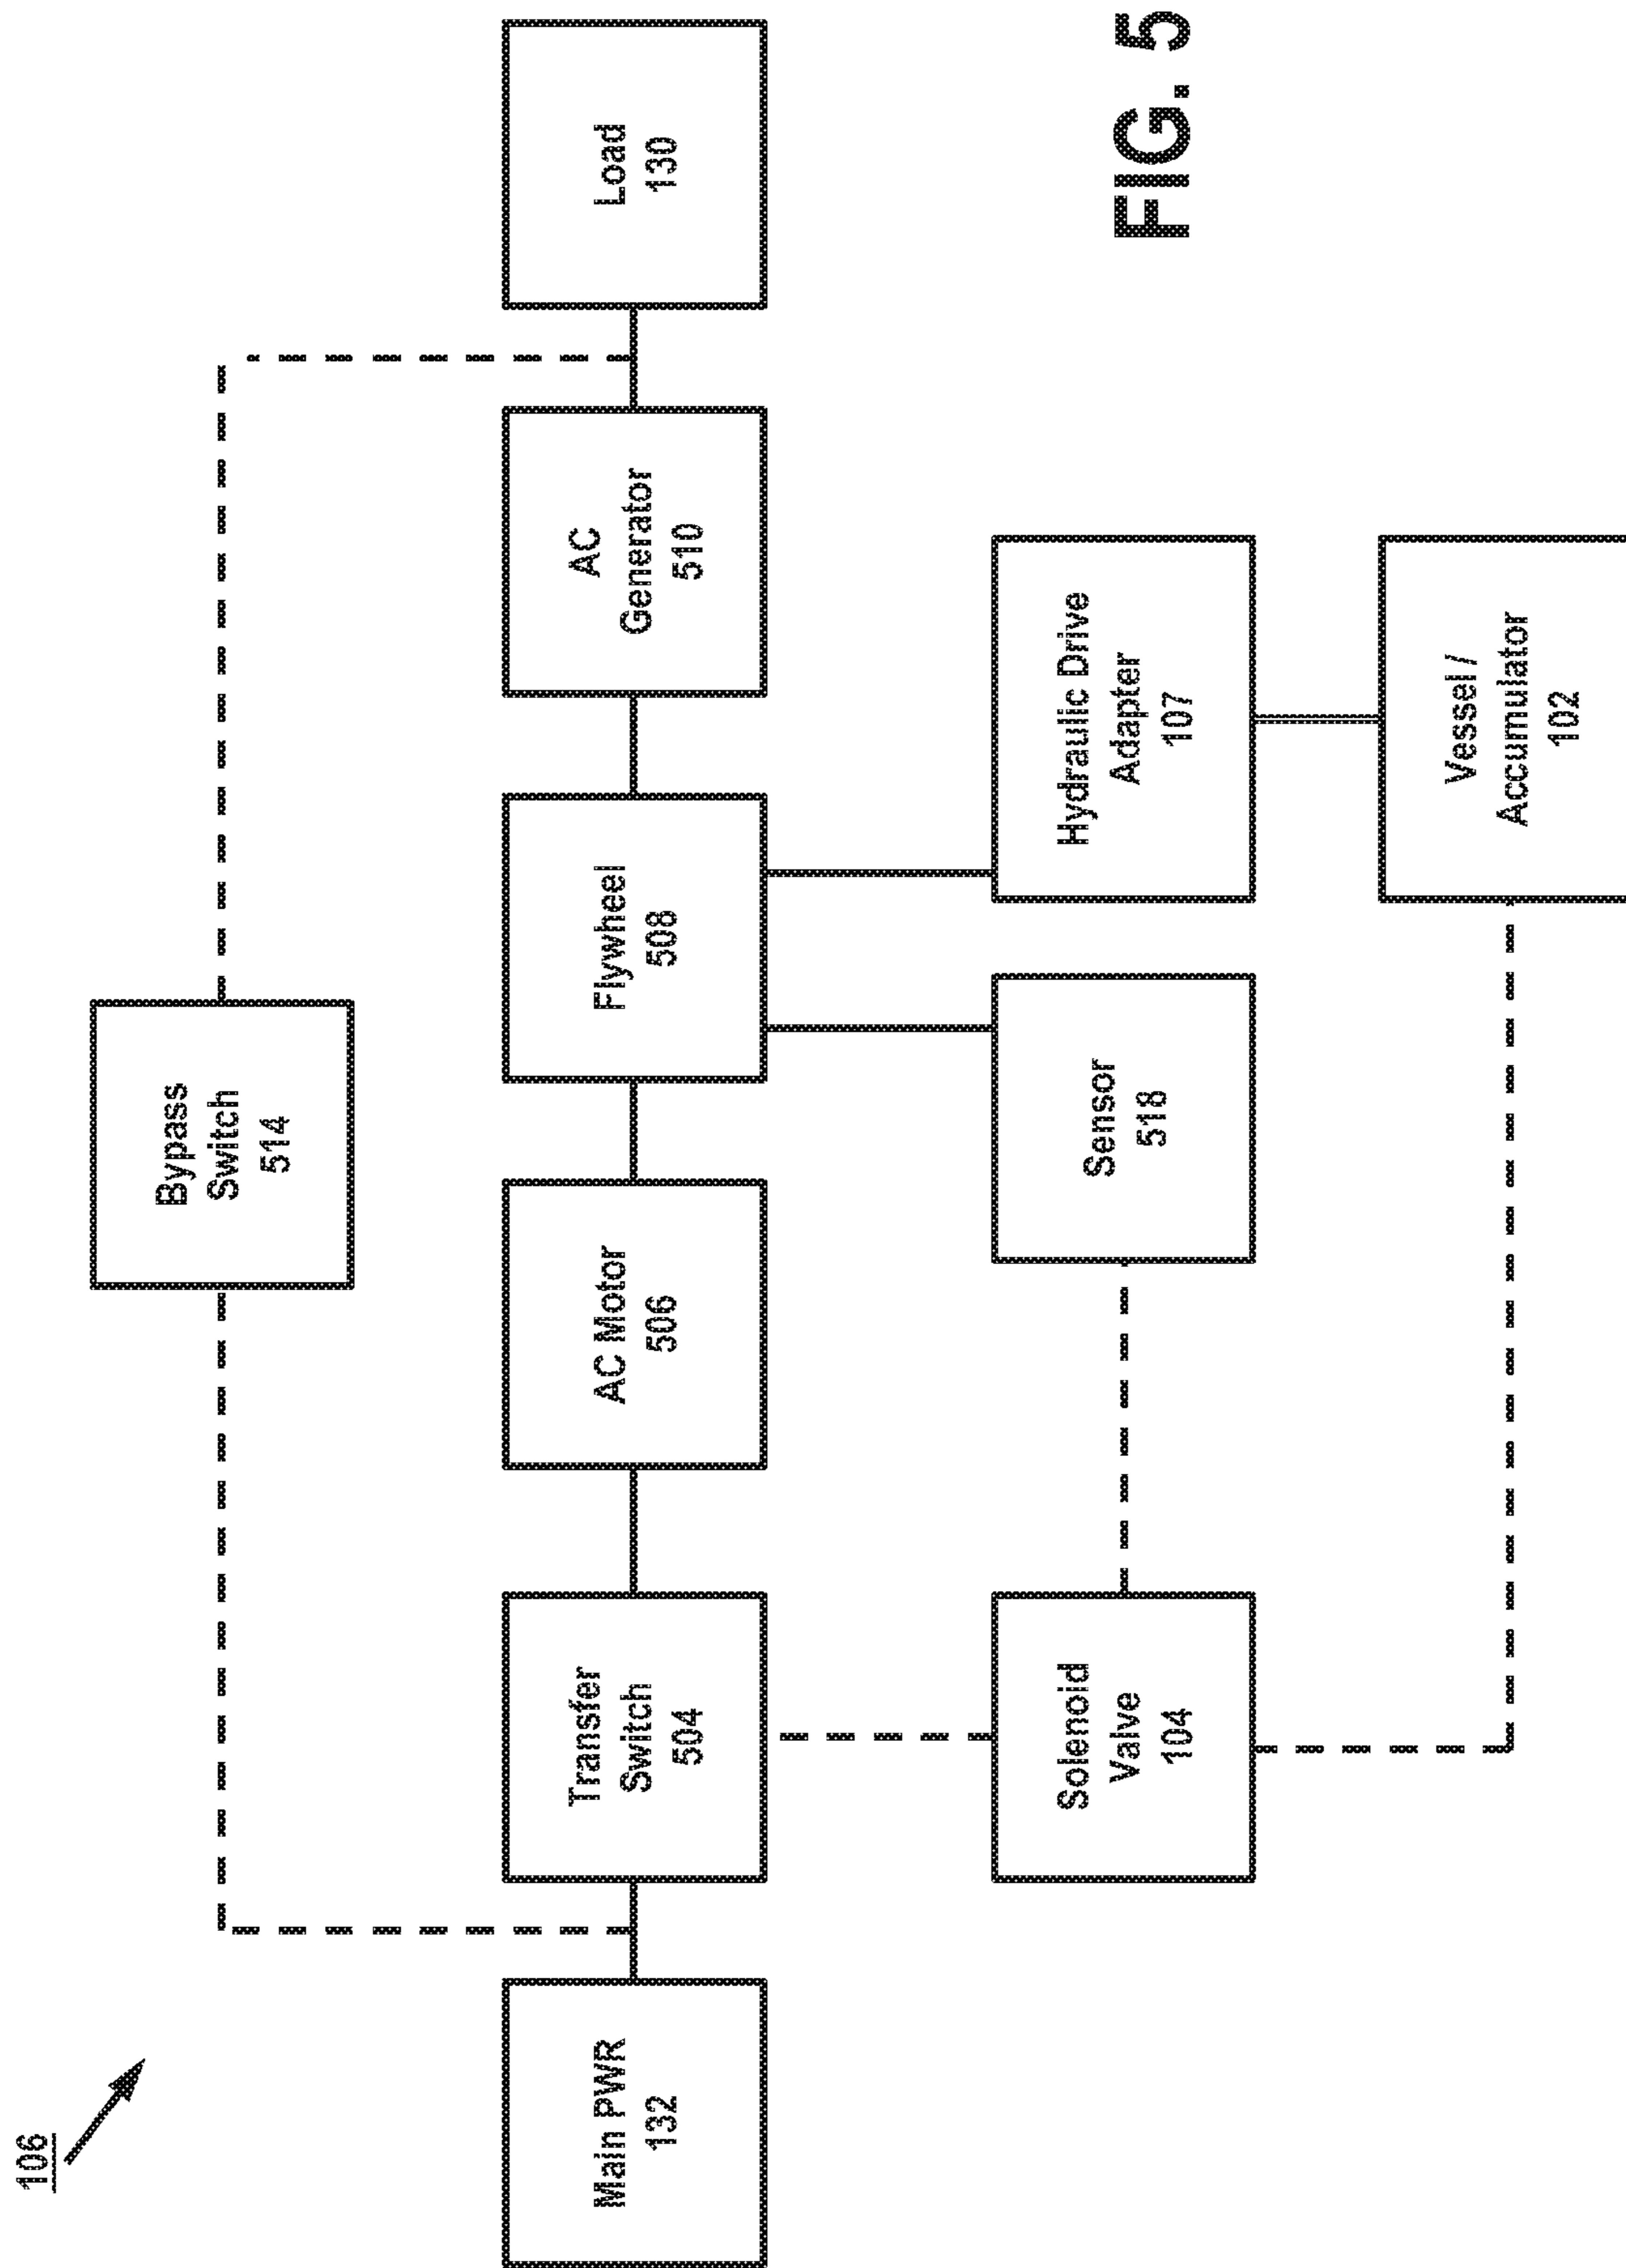 106
Bypass
Switch
514
Main PWR
132
Transfer
Switch
504
AC Motor
506
Flywheel
508
AC
Generator
510
Load
130
Solenoid
Valve
104
Sensor
518
Hydraulic Drive
Adapter
107
Vessel /
Accumulator
102
FIG. 5